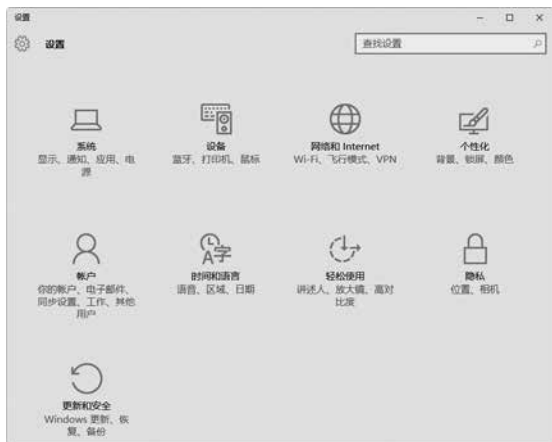 设置
设置
查找设置
系统
显示、通知、应用、电
源
设备
蓝牙、打印机、鼠标
网络和 Internet
Wi-Fi、飞行模式、VPN
个性化
背景、锁屏、颜色
帐户
你的帐户、电子邮件、
同步设置、工作、其他
用户
时间和语言
语音、区域、日期
轻松使用
讲述人、放大镜、高对
比度
隐私
位置、相机
更新和安全
Windows 更新、恢
复、备份